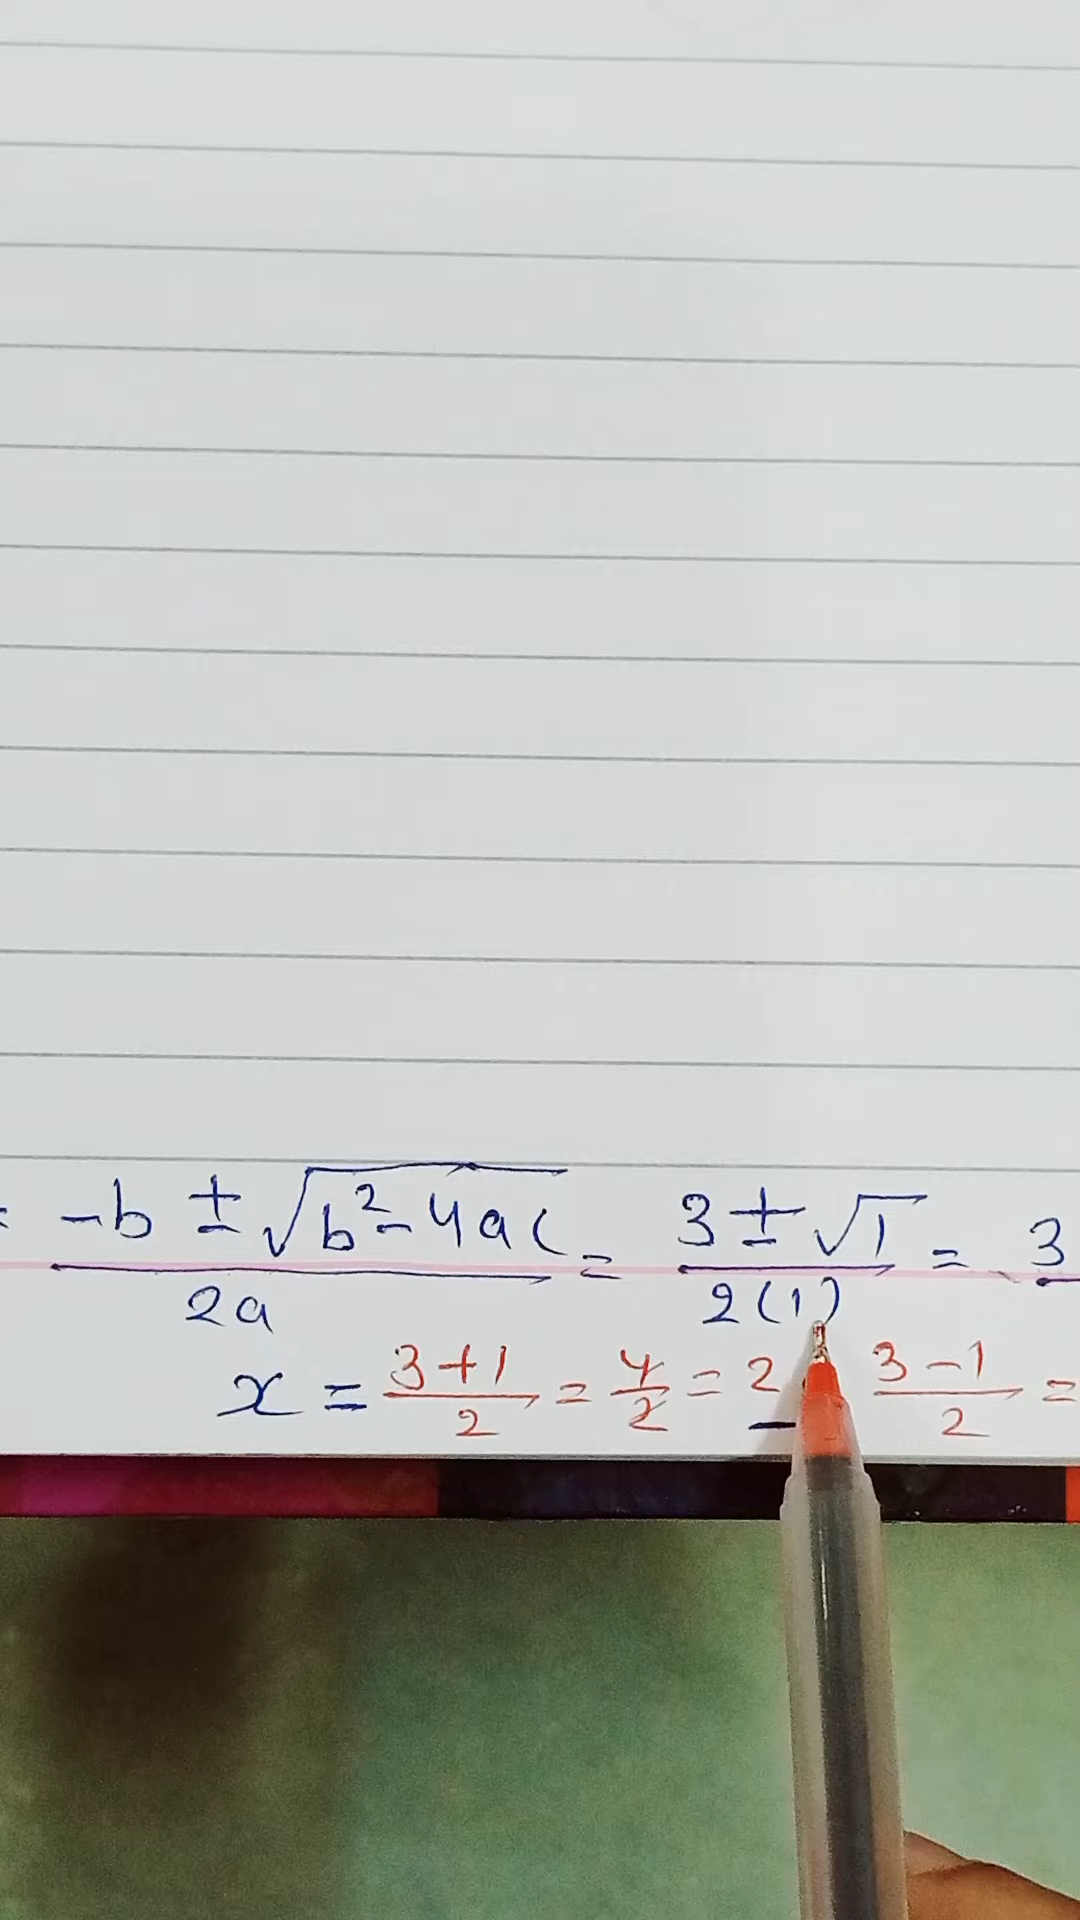 = -b ± √b²-4ac / 2a = 3 ± √1 / 2(1) = 3
x = 3+1 / 2 = 4/2 = 2, 3-1 / 2 =